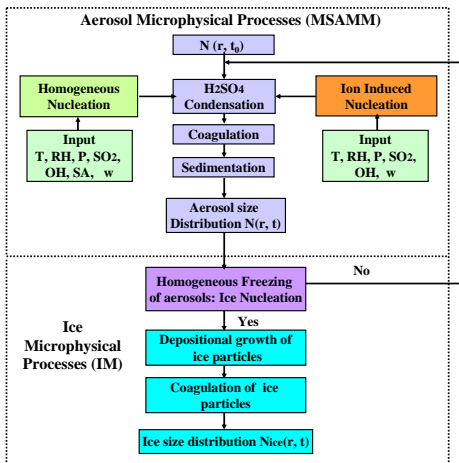 Aerosol Microphysical Processes (MSAMM)
N (r, t0)
Homogeneous
Nucleation
H2SO4
Condensation
Ion Induced
Nucleation
Input
T, RH, P, SO2,
OH, SA, w
Coagulation
Input
T, RH, P, SO2,
OH, w
Sedimentation
Aerosol size
Distribution N(r, t)
Homogeneous Freezing
of aerosols: Ice Nucleation
No
Yes
Ice
Microphysical
Processes (IM)
Depositional growth of
ice particles
Coagulation of ice
particles
Ice size distribution Nice(r, t)